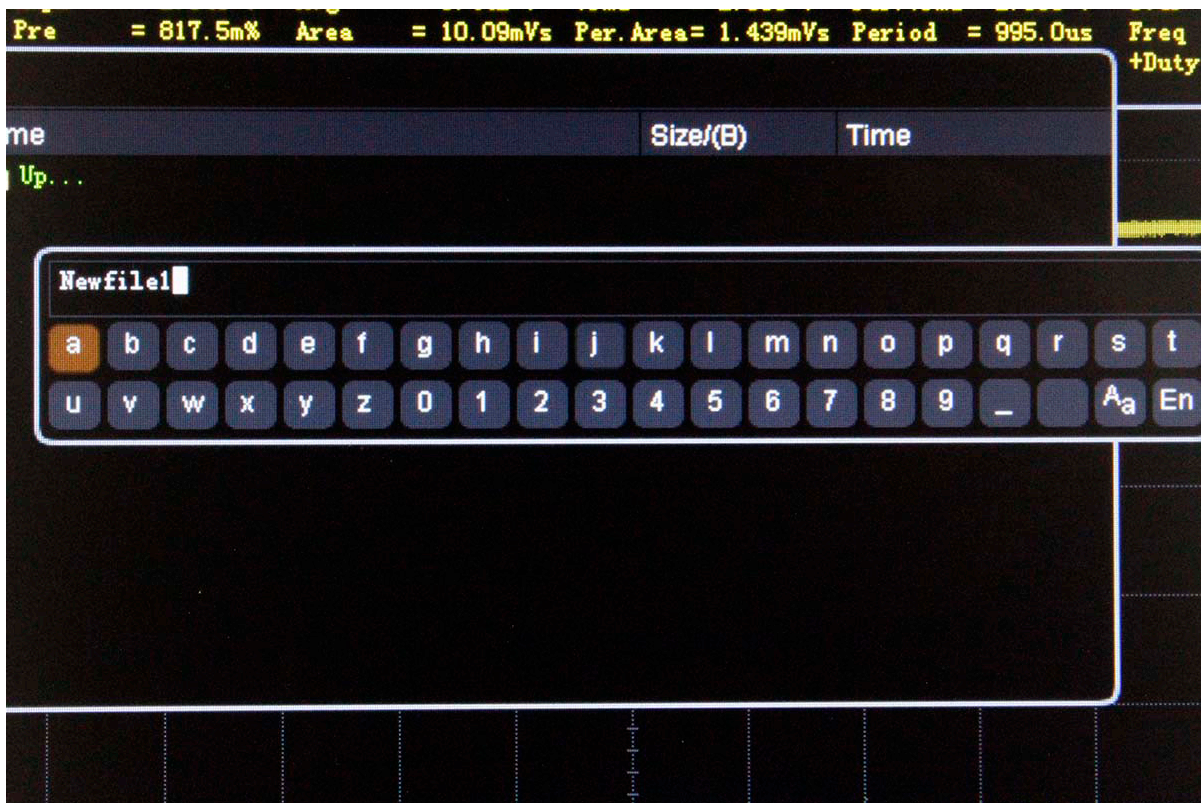 Pre = 817.5m% Area = 10.09mVs Per.Area= 1.439mVs Period = 995.0us Freq
+Duty
me Size/(B) Time
Up...
Newfile1
a b c d e f g h i j k l m n o p q r s t
u v w x y z 0 1 2 3 4 5 6 7 8 9 _ Aa En